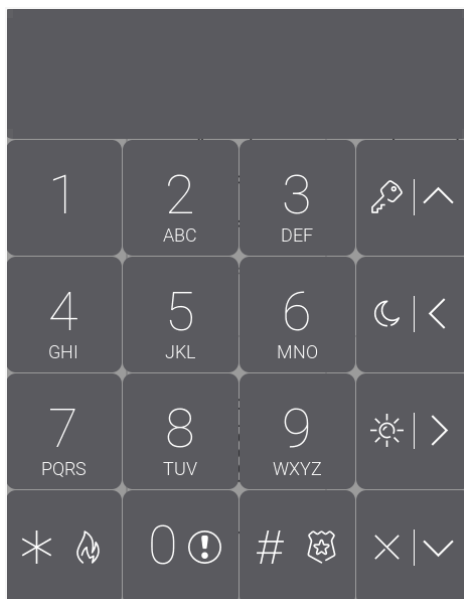 1 2 3
ABC DEF
4 5 6
GHI JKL MNO
7 8 9
PQRS TUV WXYZ
* 0 ! #